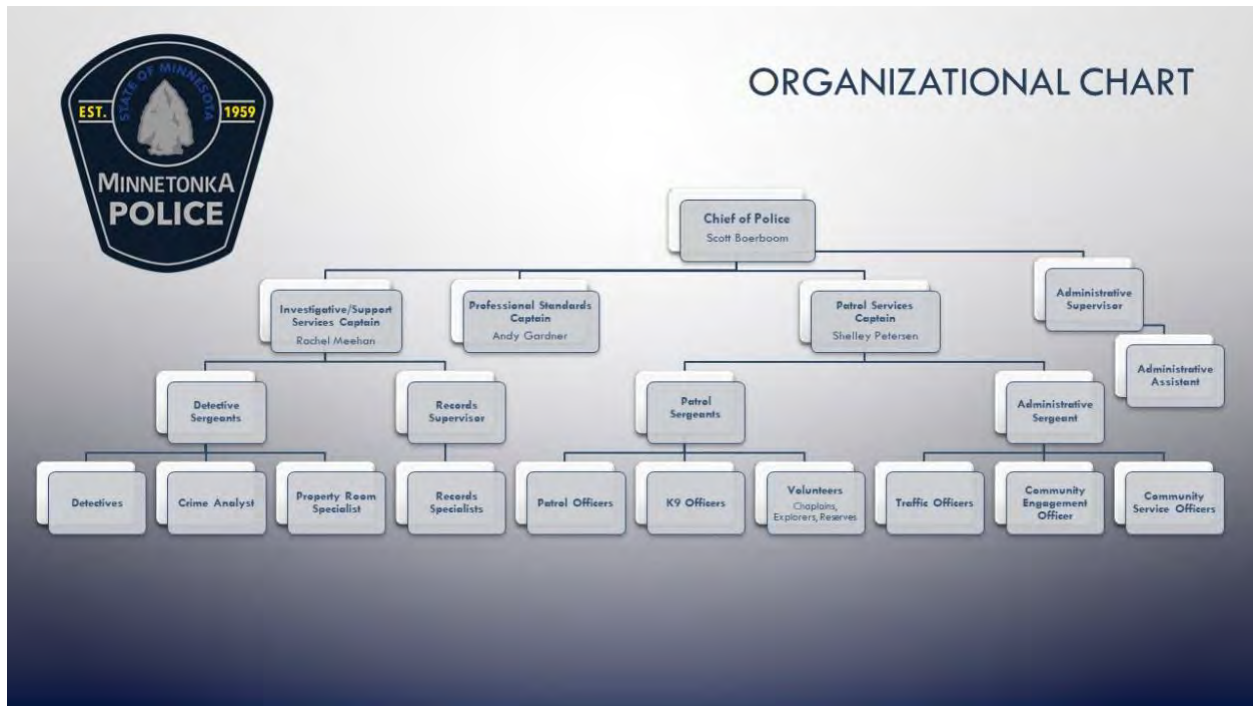 STATE OF MINNESOTA
EST. 1959
MINNETONKA
POLICE
ORGANIZATIONAL CHART
Chief of Police
Scott Boerboom
Investigative/Support
Services Captain
Rachel Meehan
Professional Standards
Captain
Andy Gardner
Patrol Services
Captain
Shelley Petersen
Administrative
Supervisor
Administrative
Assistant
Detective
Sergeants
Records
Supervisor
Patrol
Sergeants
Administrative
Sergeant
Detectives
Crime Analyst
Property Room
Specialist
Records
Specialists
Patrol Officers
K9 Officers
Volunteers
Chaplains,
Explorers, Reserves
Traffic Officers
Community
Engagement
Officer
Community
Service Officers